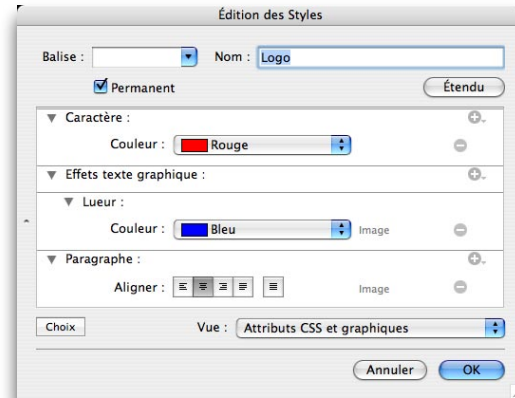 Édition des Styles
Balise : Nom : Logo
Permanent Étendu
Caractère :
Couleur : Rouge
Effets texte graphique :
Lueur :
Couleur : Bleu Image
Paragraphe :
Aligner : Image
Choix Vue : Attributs CSS et graphiques
Annuler OK